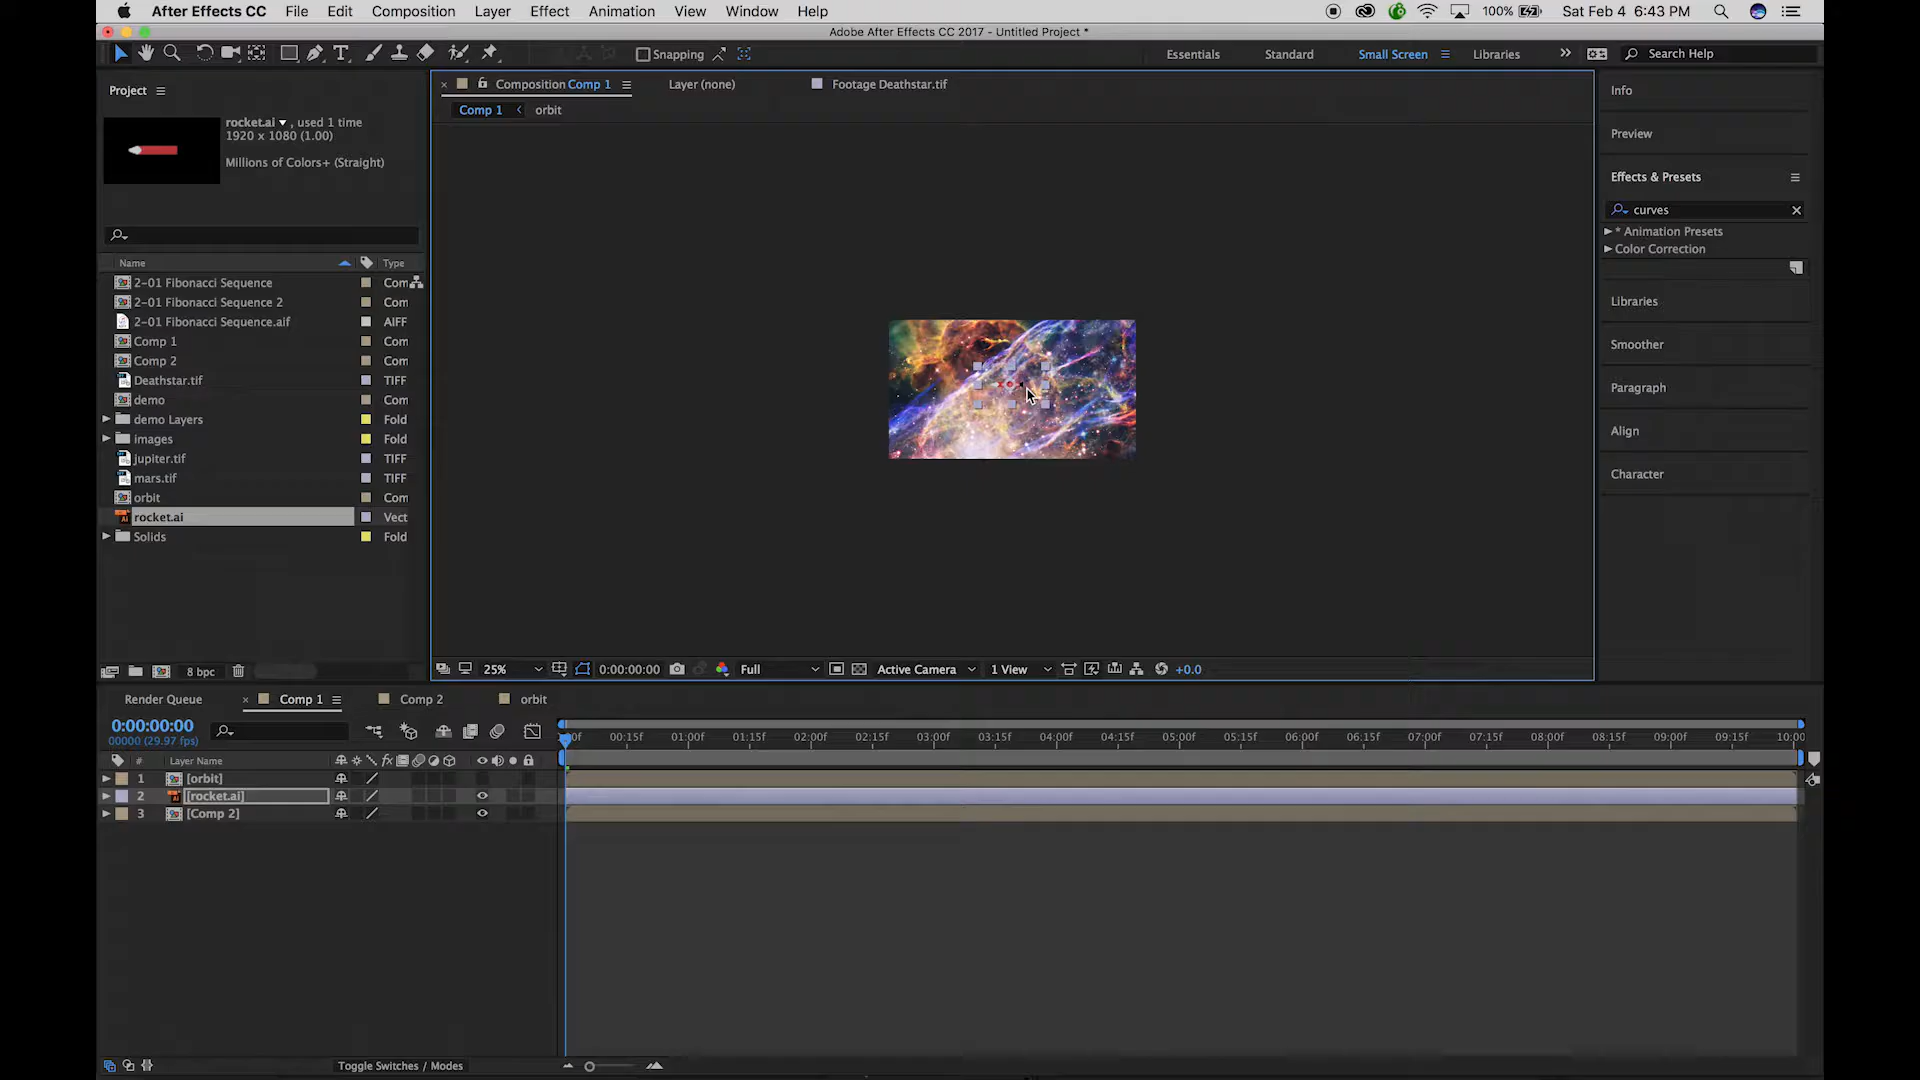 After Effects CC File Edit Composition Layer Effect Animation View Window Help 100% Sat Feb 4 6:43 PM
Adobe After Effects CC 2017 - Untitled Project *
Snapping Essentials Standard Small Screen Libraries Search Help
Project
Composition Comp 1 Layer (none) Footage Deathstar.tif
Comp 1 orbit
rocket.ai , used 1 time
1920 x 1080 (1.00)
Millions of Colors+ (Straight)
Name Type
2-01 Fibonacci Sequence Com
2-01 Fibonacci Sequence 2 Com
2-01 Fibonacci Sequence.aif AIFF
Comp 1 Com
Comp 2 Com
Deathstar.tif TIFF
demo Com
demo Layers Fold
images Fold
jupiter.tif TIFF
mars.tif TIFF
orbit Com
rocket.ai Vect
Solids Fold
8 bpc
Info
Preview
Effects & Presets
curves
* Animation Presets
Color Correction
Libraries
Smoother
Paragraph
Align
Character
25% 0:00:00:00 Full Active Camera 1 View +0.0
Render Queue Comp 1 Comp 2 orbit
0:00:00:00
00000 (29.97 fps)
00f 00:15f 01:00f 01:15f 02:00f 02:15f 03:00f 03:15f 04:00f 04:15f 05:00f 05:15f 06:00f 06:15f 07:00f 07:15f 08:00f 08:15f 09:00f 09:15f 10:00
# Layer Name
1 [orbit]
2 [rocket.ai]
3 [Comp 2]
Toggle Switches / Modes